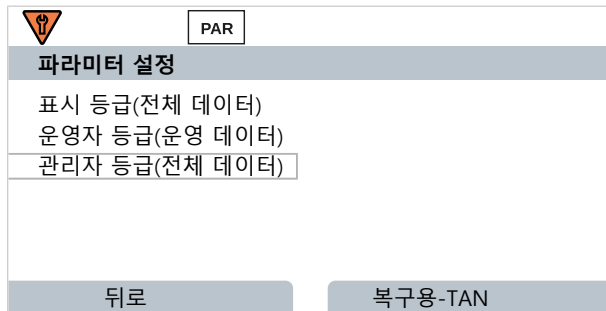 PAR
파라미터 설정
표시 등급(전체 데이터)
운영자 등급(운영 데이터)
관리자 등급(전체 데이터)
뒤로 복구용-TAN